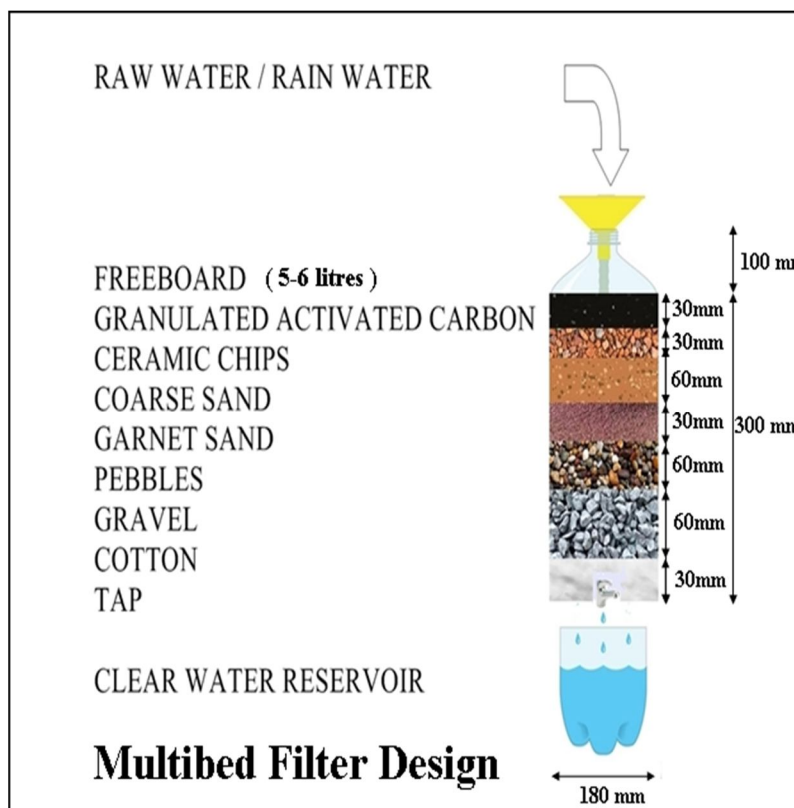 RAW WATER / RAIN WATER
100 mm
FREEBOARD ( 5-6 litres )
GRANULATED ACTIVATED CARBON
CERAMIC CHIPS
COARSE SAND
GARNET SAND
PEBBLES
GRAVEL
COTTON
TAP
30mm
30mm
60mm
30mm
60mm
60mm
30mm
300 mm
CLEAR WATER RESERVOIR
Multibed Filter Design
180 mm